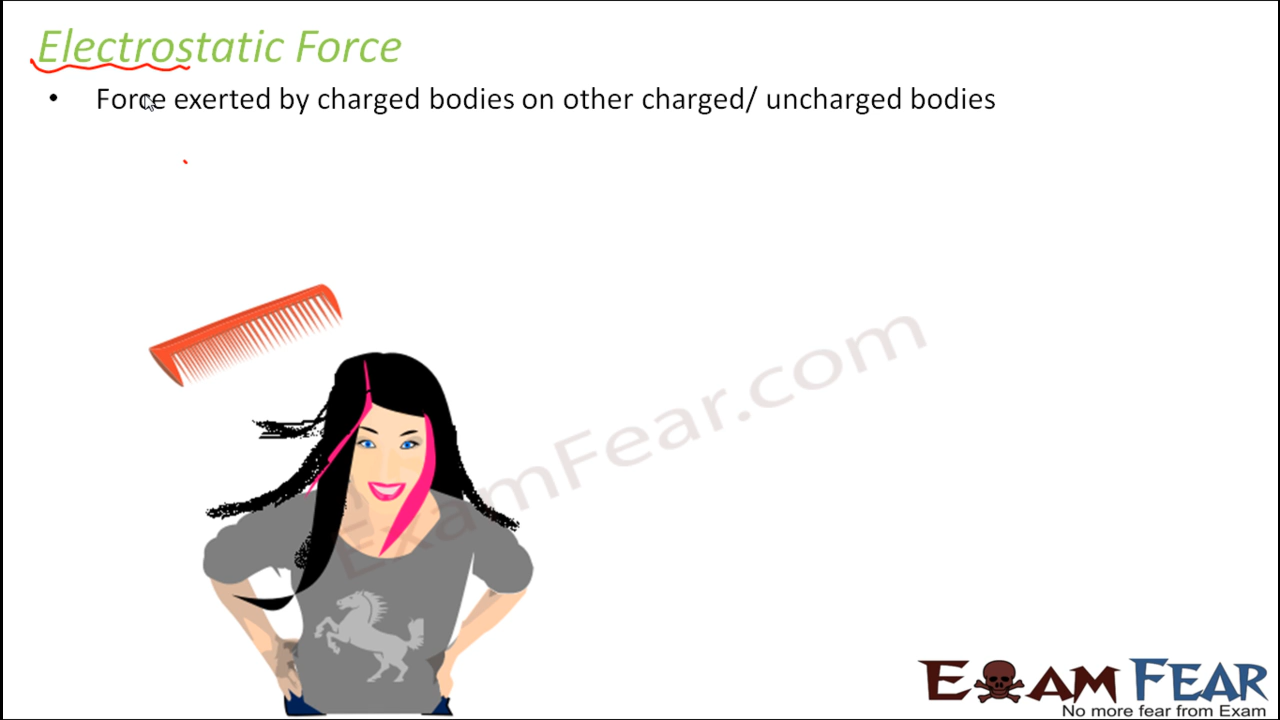 Electrostatic Force
• Force exerted by charged bodies on other charged/ uncharged bodies
ExamFear.com
EXAM FEAR
No more fear from Exam